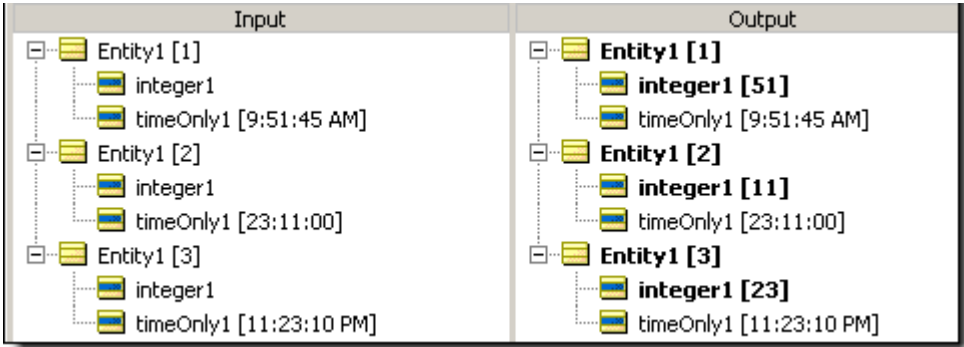 Input
Entity1 [1]
integer1
timeOnly1 [9:51:45 AM]
Entity1 [2]
integer1
timeOnly1 [23:11:00]
Entity1 [3]
integer1
timeOnly1 [11:23:10 PM]
Output
Entity1 [1]
integer1 [51]
timeOnly1 [9:51:45 AM]
Entity1 [2]
integer1 [11]
timeOnly1 [23:11:00]
Entity1 [3]
integer1 [23]
timeOnly1 [11:23:10 PM]